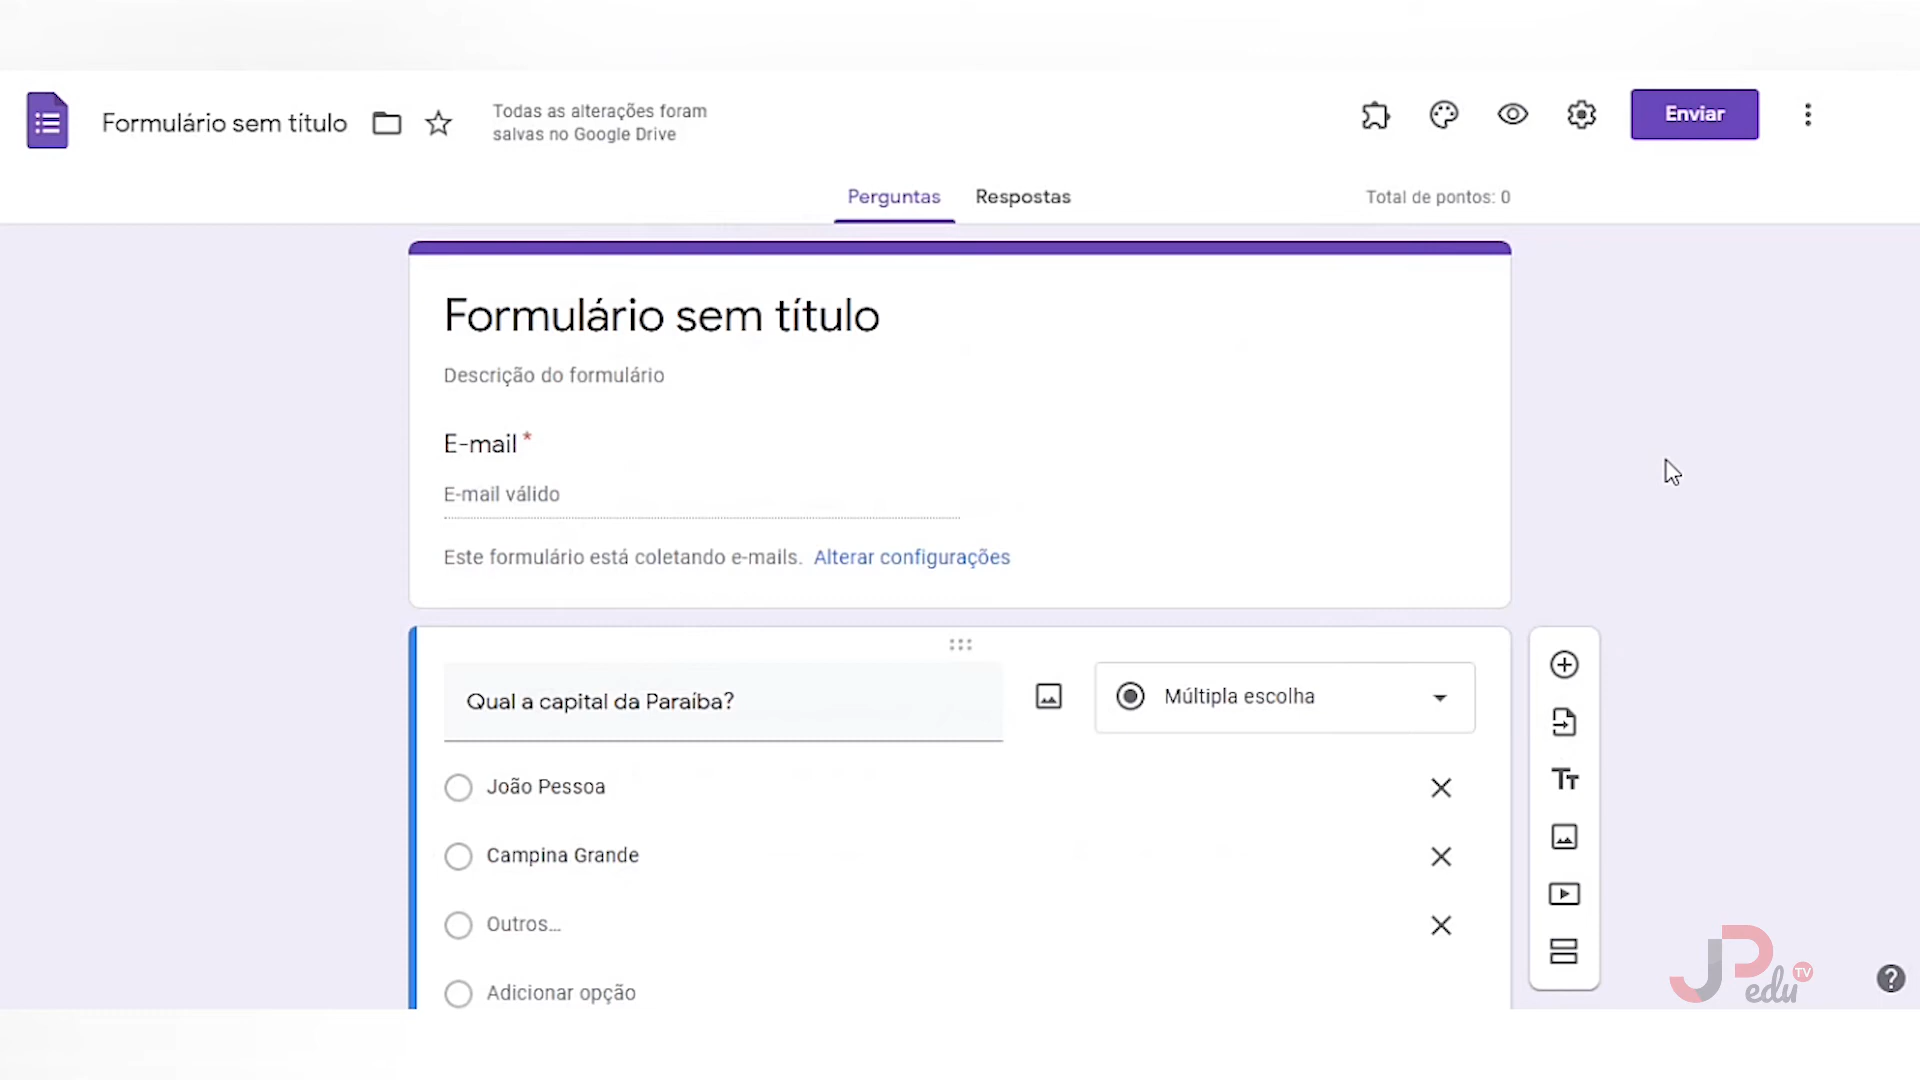 Formulário sem título
Todas as alterações foram
salvas no Google Drive
Enviar
Perguntas
Respostas
Total de pontos: 0
Formulário sem título
Descrição do formulário
E-mail *
E-mail válido
Este formulário está coletando e-mails. Alterar configurações
Qual a capital da Paraíba?
Múltipla escolha
João Pessoa
Campina Grande
Outros...
Adicionar opção
Tт
JP edu TV
?